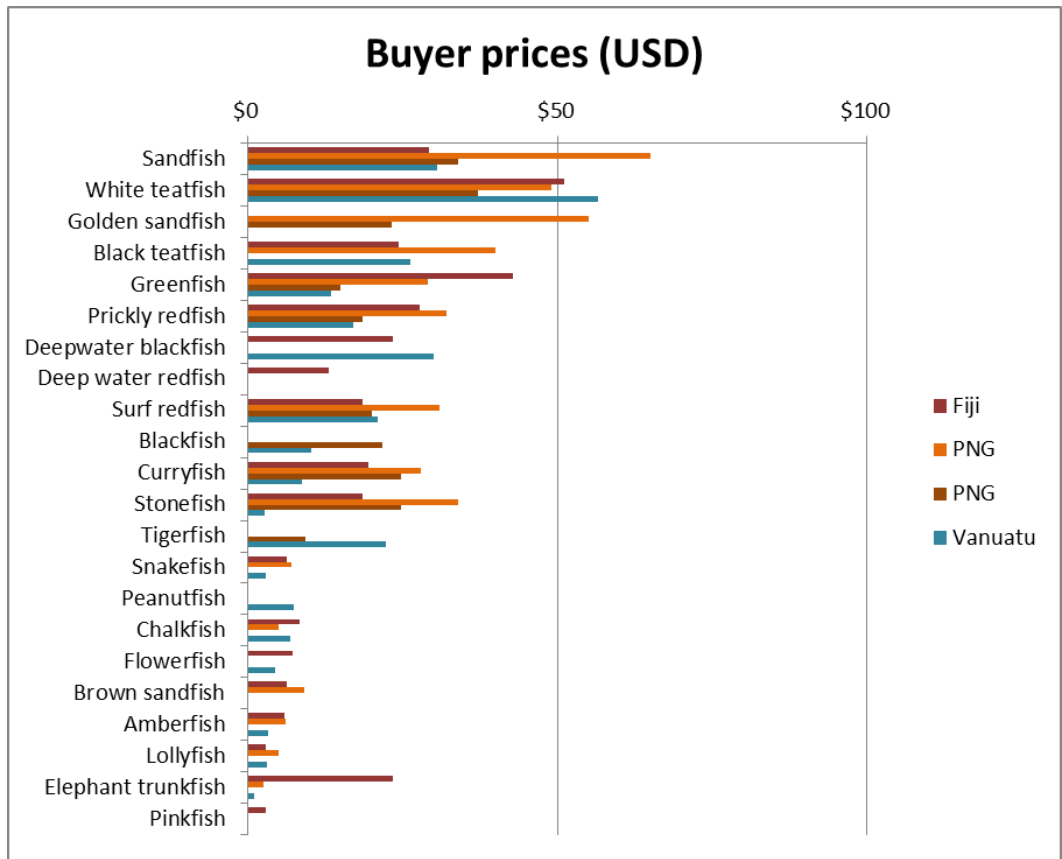 Buyer prices (USD)
$0 $50 $100
Sandfish
White teatfish
Golden sandfish
Black teatfish
Greenfish
Prickly redfish
Deepwater blackfish
Deep water redfish
Surf redfish
Blackfish
Curryfish
Stonefish
Tigerfish
Snakefish
Peanutfish
Chalkfish
Flowerfish
Brown sandfish
Amberfish
Lollyfish
Elephant trunkfish
Pinkfish
Fiji
PNG
PNG
Vanuatu